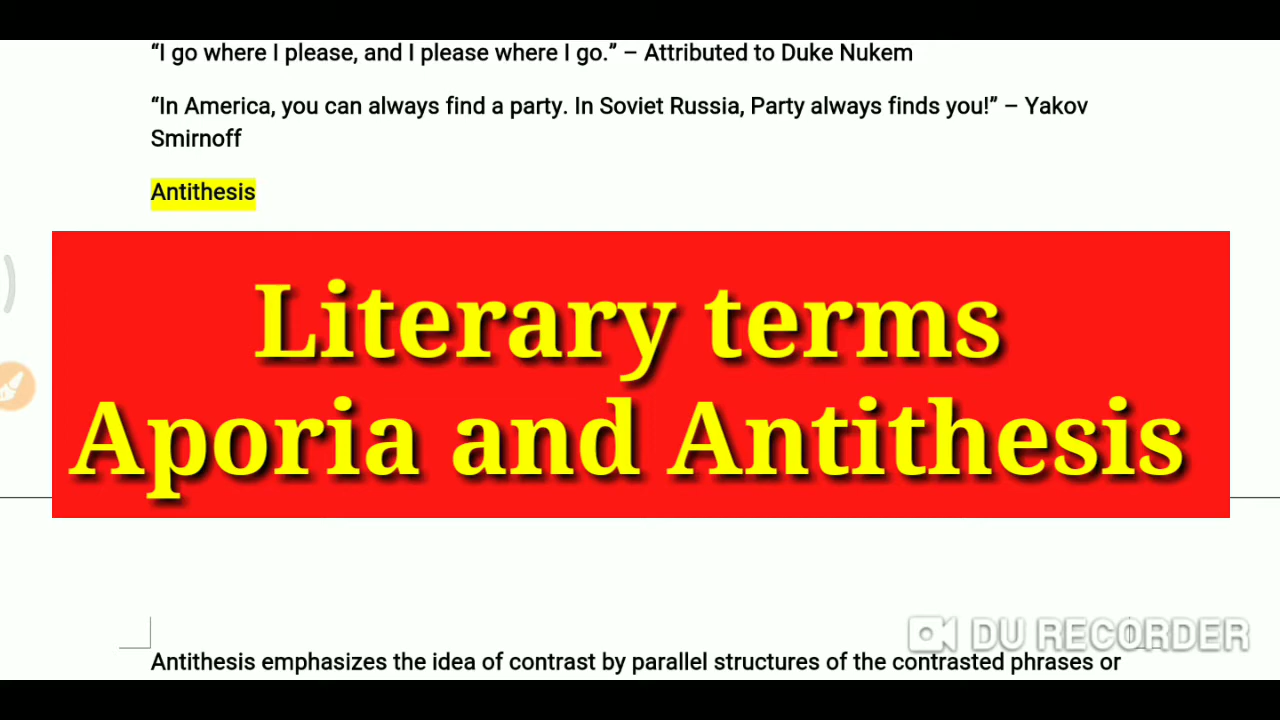 “I go where I please, and I please where I go.” – Attributed to Duke Nukem
“In America, you can always find a party. In Soviet Russia, Party always finds you!” – Yakov
Smirnoff
Antithesis
Literary terms
Aporia and Antithesis
DU RECORDER
Antithesis emphasizes the idea of contrast by parallel structures of the contrasted phrases or